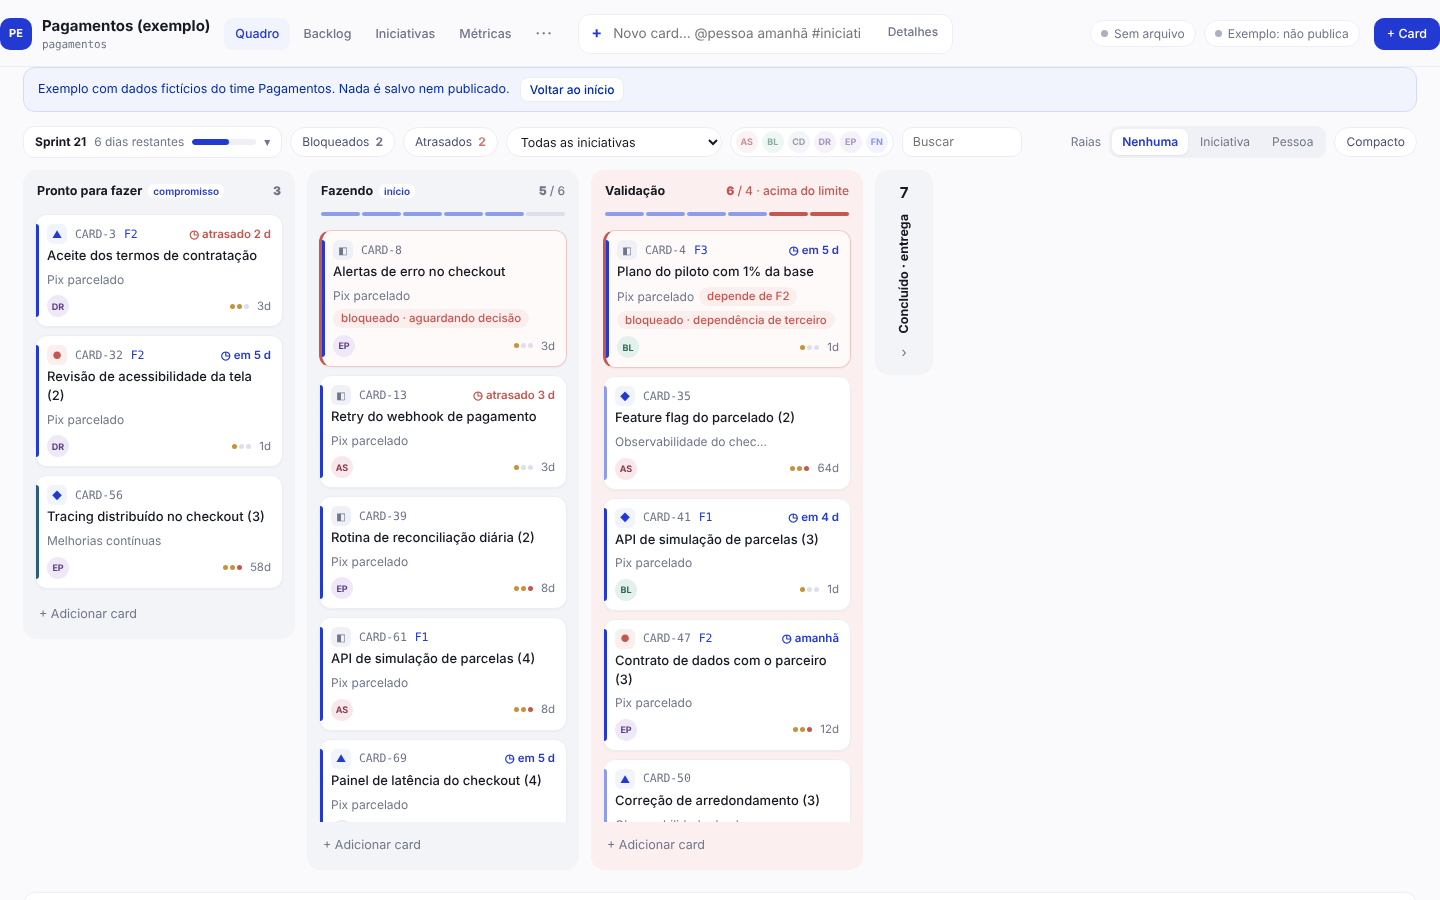 PE
Pagamentos (exemplo)
pagamentos
Quadro
Backlog
Iniciativas
Métricas
···
+ Novo card... @pessoa amanhã #iniciati
Detalhes
Sem arquivo
Exemplo: não publica
+ Card
Exemplo com dados fictícios do time Pagamentos. Nada é salvo nem publicado.
Voltar ao início
Sprint 21 6 dias restantes
Bloqueados 2
Atrasados 2
Todas as iniciativas
AS BL CD DR EP FN
Buscar
Raias
Nenhuma
Iniciativa
Pessoa
Compacto
Pronto para fazer compromisso 3
CARD-3 F2 atrasado 2 d
Aceite dos termos de contratação
Pix parcelado
DR 3d
CARD-32 F2 em 5 d
Revisão de acessibilidade da tela
(2)
Pix parcelado
DR 1d
CARD-56
Tracing distribuído no checkout (3)
Melhorias contínuas
EP 58d
+ Adicionar card
Fazendo início 5 / 6
CARD-8
Alertas de erro no checkout
Pix parcelado
bloqueado · aguardando decisão
EP 3d
CARD-13 atrasado 3 d
Retry do webhook de pagamento
Pix parcelado
AS 3d
CARD-39
Rotina de reconciliação diária (2)
Pix parcelado
EP 8d
CARD-61 F1
API de simulação de parcelas (4)
Pix parcelado
AS 8d
CARD-69 em 5 d
Painel de latência do checkout (4)
Pix parcelado
+ Adicionar card
Validação 6 / 4 · acima do limite
CARD-4 F3 em 5 d
Plano do piloto com 1% da base
Pix parcelado depende de F2
bloqueado · dependência de terceiro
BL 1d
CARD-35
Feature flag do parcelado (2)
Observabilidade do chec...
AS 64d
CARD-41 F1 em 4 d
API de simulação de parcelas (3)
Pix parcelado
BL 1d
CARD-47 F2 amanhã
Contrato de dados com o parceiro
(3)
Pix parcelado
EP 12d
CARD-50
Correção de arredondamento (3)
+ Adicionar card
7
Concluído · entrega